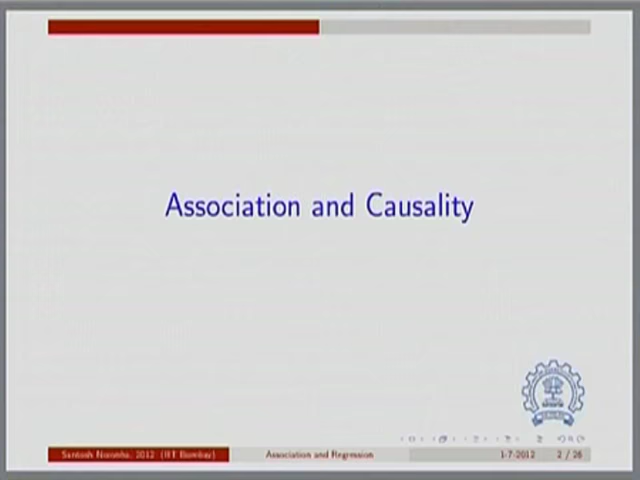 Association and Causality
Santosh Noronha, 2012 (IIT Bombay)
Association and Regression
1-7-2012
2 / 26